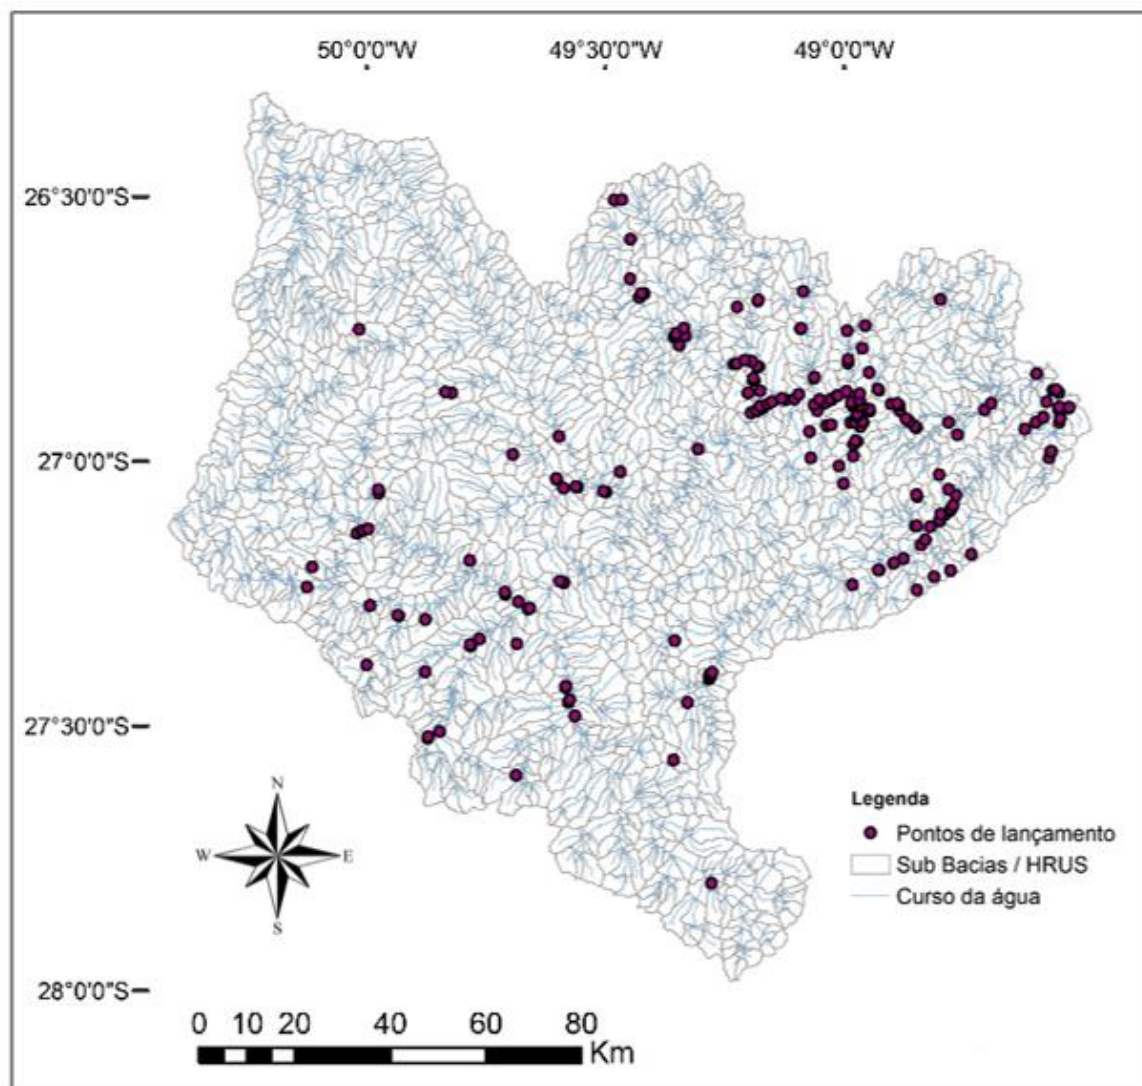 50°0'0"W 49°30'0"W 49°0'0"W
26°30'0"S
27°0'0"S
27°30'0"S
28°0'0"S
N
W E
S
Legenda
Pontos de lançamento
Sub Bacias / HRUS
Curso da água
0 10 20 40 60 80
Km